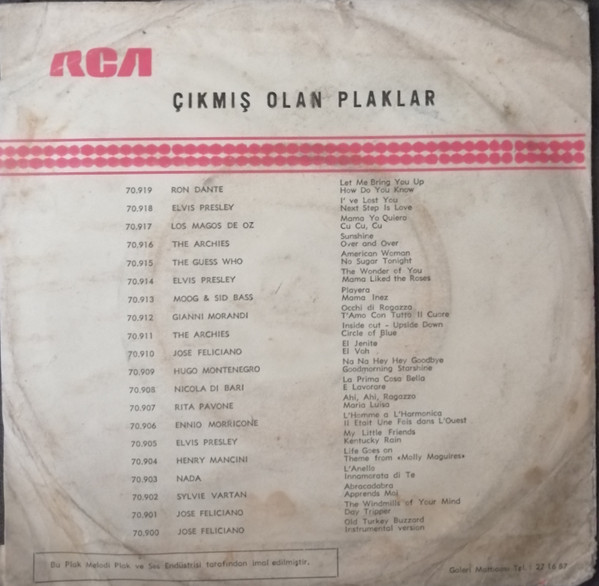 RCA
ÇIKMIŞ OLAN PLAKLAR
70.919 RON DANTE Let Me Bring You Up
How Do You Know
70.918 ELVIS PRESLEY I' ve Lost You
Next Step Is Love
70.917 LOS MAGOS DE OZ Mama Yo Quiero
Cu Cu, Cu
70.916 THE ARCHIES Sunshine
Over and Over
70.915 THE GUESS WHO American Woman
No Sugar Tonight
70.914 ELVIS PRESLEY The Wonder of You
Mama Liked the Roses
70.913 MOOG & SID BASS Playera
Mama Inez
70.912 GIANNI MORANDI Occhi di Ragazza
T'Amo Con Tutto Il Cuore
70.911 THE ARCHIES Inside out - Upside Down
Circle of Blue
70.910 JOSE FELICIANO El Jenite
El Voh
70.909 HUGO MONTENEGRO Na Na Hey Hey Goodbye
Goodmorning Starshine
70.908 NICOLA DI BARI La Prima Cosa Bella
E Lavorare
70.907 RITA PAVONE Ahi, Ahi, Ragazzo
Maria Luisa
70.906 ENNIO MORRICONE L'Homme a L'Harmonica
Il Etait Une Fois dans L'Ouest
70.905 ELVIS PRESLEY My Little Friends
Kentucky Rain
70.904 HENRY MANCINI Life Goes on
Theme from «Molly Maguires»
70.903 NADA L'Anello
Innamorata di Te
70.902 SYLVIE VARTAN Abracadabra
Apprends Moi
70.901 JOSE FELICIANO The Windmills of Your Mind
Day Tripper
70.900 JOSE FELICIANO Old Turkey Buzzard
Instrumental version
Bu Plak Melodi Plak ve Ses Endüstrisi tarafından imal edilmiştir.
Galeri Tel. : 27 16 67